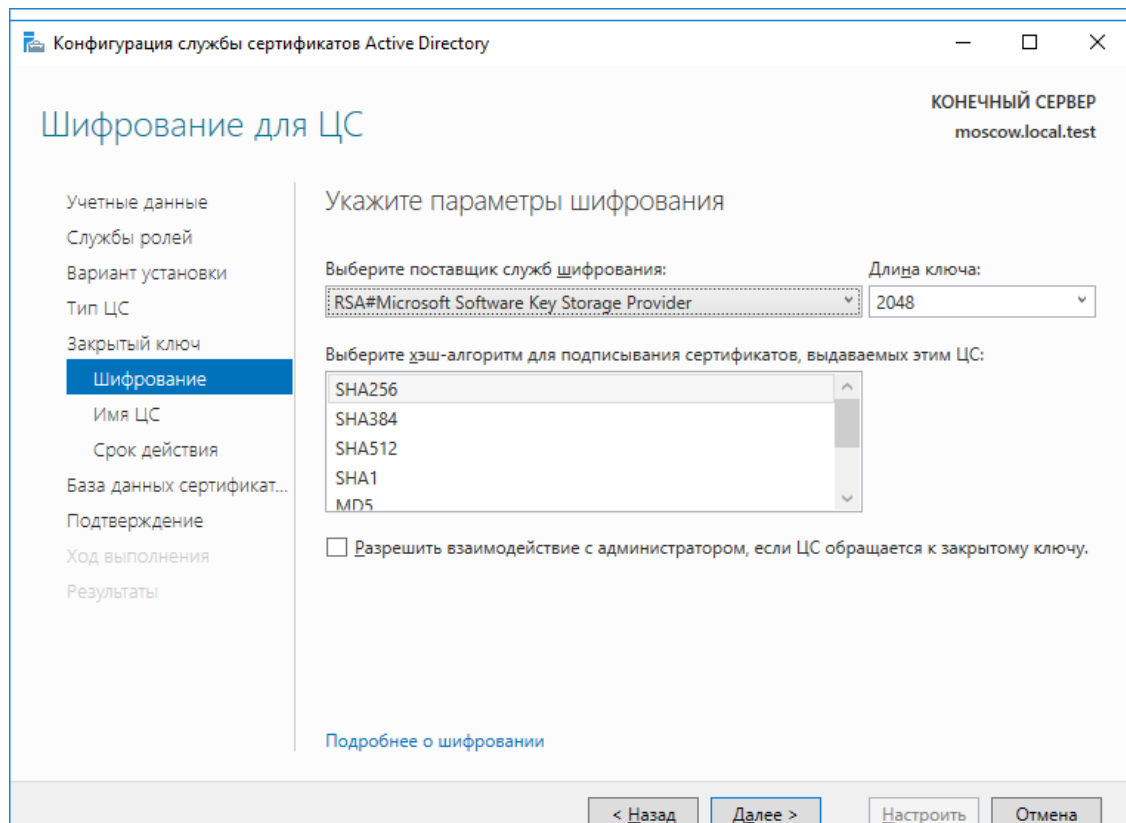 Конфигурация службы сертификатов Active Directory
Шифрование для ЦС
КОНЕЧНЫЙ СЕРВЕР
moscow.local.test
Учетные данные
Службы ролей
Вариант установки
Тип ЦС
Закрытый ключ
Шифрование
Имя ЦС
Срок действия
База данных сертификат...
Подтверждение
Ход выполнения
Результаты
Укажите параметры шифрования
Выберите поставщик служб шифрования:
Длина ключа:
RSA#Microsoft Software Key Storage Provider
2048
Выберите хэш-алгоритм для подписывания сертификатов, выдаваемых этим ЦС:
SHA256
SHA384
SHA512
SHA1
MD5
Разрешить взаимодействие с администратором, если ЦС обращается к закрытому ключу.
Подробнее о шифровании
< Назад
Далее >
Настроить
Отмена